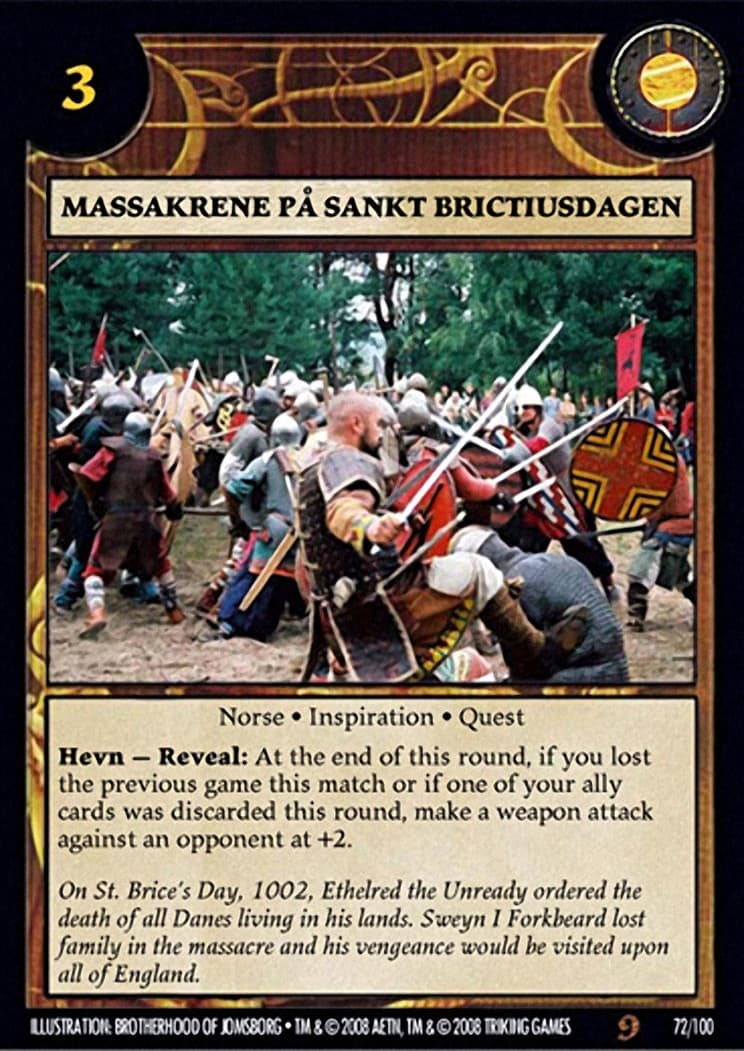 3
MASSAKRENE PÅ SANKT BRICTIUSDAGEN
Norse • Inspiration • Quest
Hevn – Reveal: At the end of this round, if you lost
the previous game this match or if one of your ally
cards was discarded this round, make a weapon attack
against an opponent at +2.
On St. Brice's Day, 1002, Ethelred the Unready ordered the
death of all Danes living in his lands. Sweyn I Forkbeard lost
family in the massacre and his vengeance would be visited upon
all of England.
ILLUSTRATION: BROTHERHOOD OF JOMSBORG • TM & © 2008 AETN, TM & © 2008 TRIKING GAMES 72/100